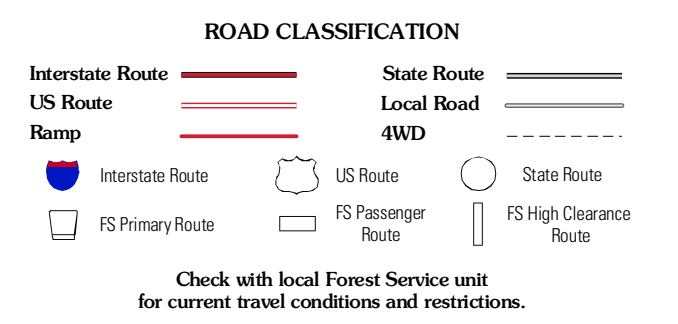 ROAD CLASSIFICATION
Interstate Route
State Route
US Route
Local Road
Ramp
4WD
Interstate Route
US Route
State Route
FS Primary Route
FS Passenger
Route
FS High Clearance
Route
Check with local Forest Service unit
for current travel conditions and restrictions.